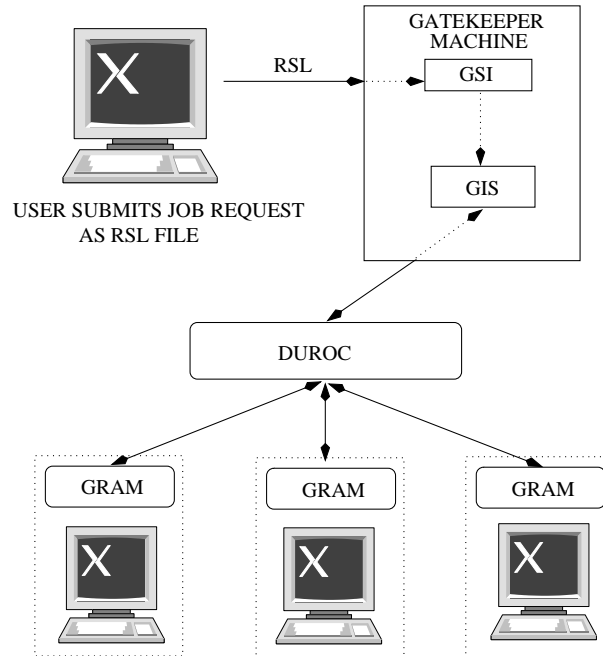 GATEKEEPER
MACHINE
RSL
GSI
GIS
USER SUBMITS JOB REQUEST
AS RSL FILE
DUROC
GRAM
GRAM
GRAM